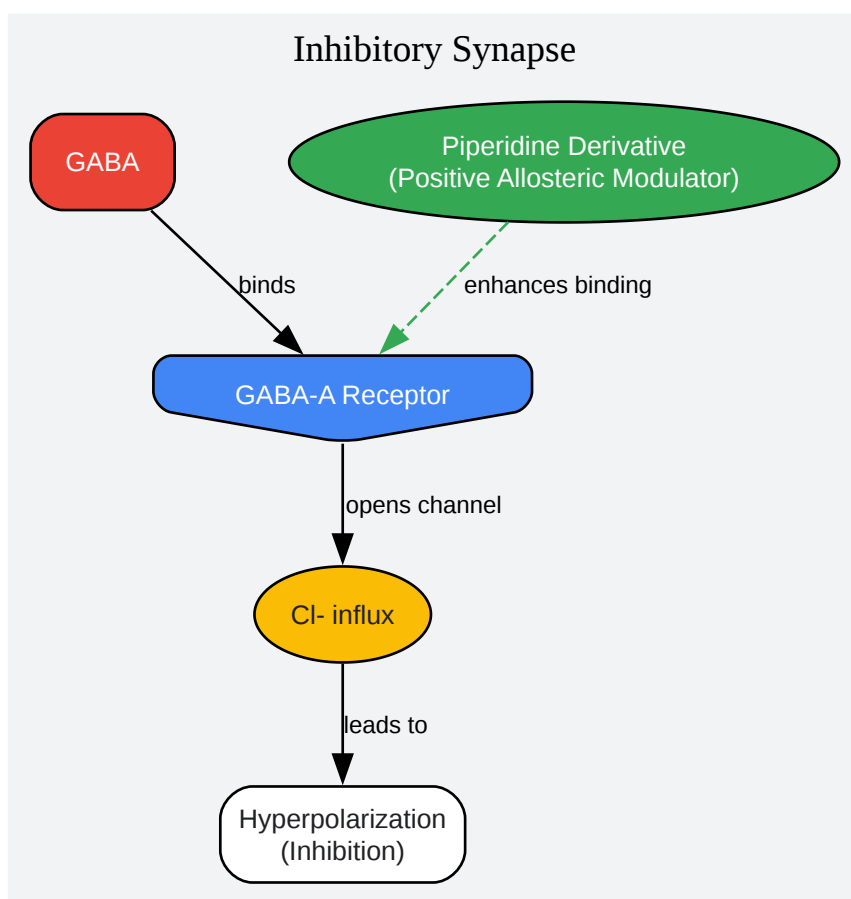 Inhibitory Synapse
GABA
Piperidine Derivative
(Positive Allosteric Modulator)
binds
enhances binding
GABA-A Receptor
opens channel
Cl- influx
leads to
Hyperpolarization
(Inhibition)